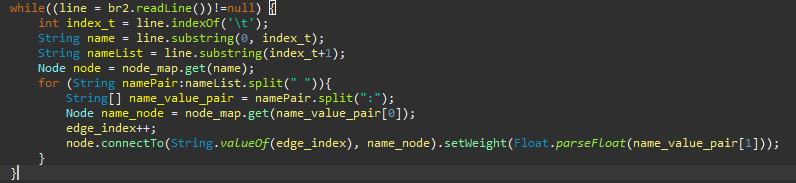 while((line = br2.readLine())!=null) {
    int index_t = line.indexOf('\t');
    String name = line.substring(0, index_t);
    String nameList = line.substring(index_t+1);
    Node node = node_map.get(name);
    for (String namePair:nameList.split(" ")){
        String[] name_value_pair = namePair.split(":");
        Node name_node = node_map.get(name_value_pair[0]);
        edge_index++;
        node.connectTo(String.valueOf(edge_index), name_node).setWeight(Float.parseFloat(name_value_pair[1]));
    }
}